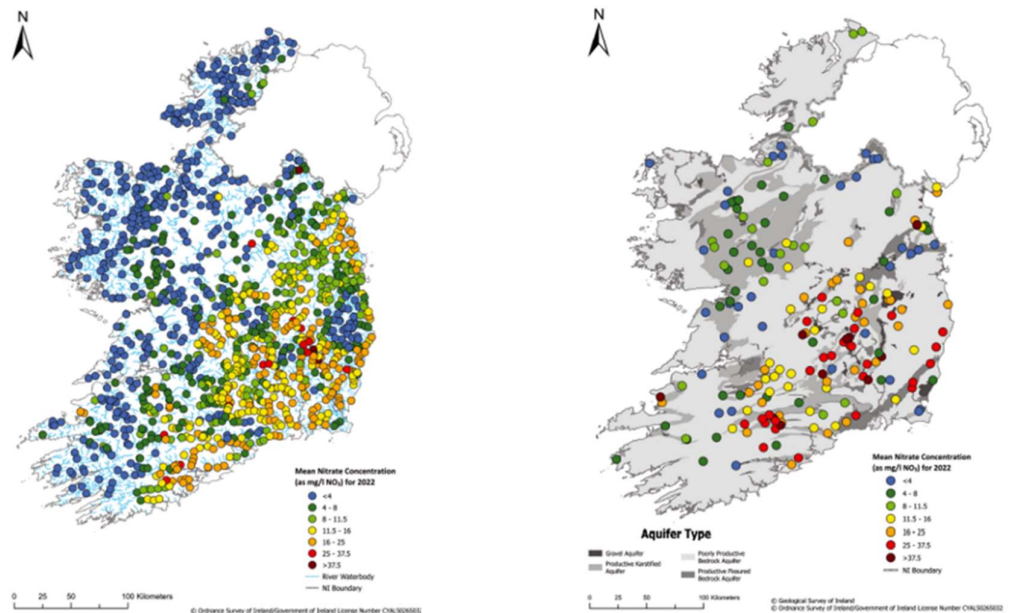 N
Mean Nitrate Concentration
(as mg/l NO₃) for 2022
<4
4 - 8
8 - 11.5
11.5 - 16
16 - 25
25 - 37.5
>37.5
River Waterbody
NI Boundary
0 25 50 100 Kilometers
© Ordnance Survey of Ireland/Government of Ireland License Number
N
Mean Nitrate Concentration
(as mg/l NO₃) for 2022
<4
4 - 8
8 - 11.5
11.5 - 16
16 - 25
25 - 37.5
>37.5
NI Boundary
Aquifer Type
Gravel Aquifer
Productive Karstified
Aquifer
Poorly Productive
Bedrock Aquifer
Productive Fissured
Bedrock Aquifer
0 25 50 100 Kilometers
© Geological Survey of Ireland
© Ordnance Survey of Ireland/Government of Ireland License Number